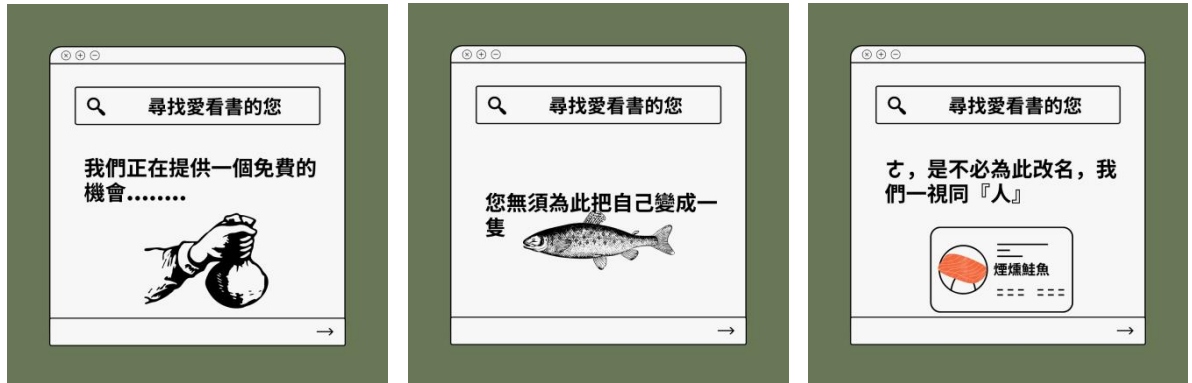 尋找愛看書的您
我們正在提供一個免費的
機會........
尋找愛看書的您
您無須為此把自己變成一
隻
尋找愛看書的您
ㄜ，是不必為此改名，我
們一視同『人』
煙燻鮭魚